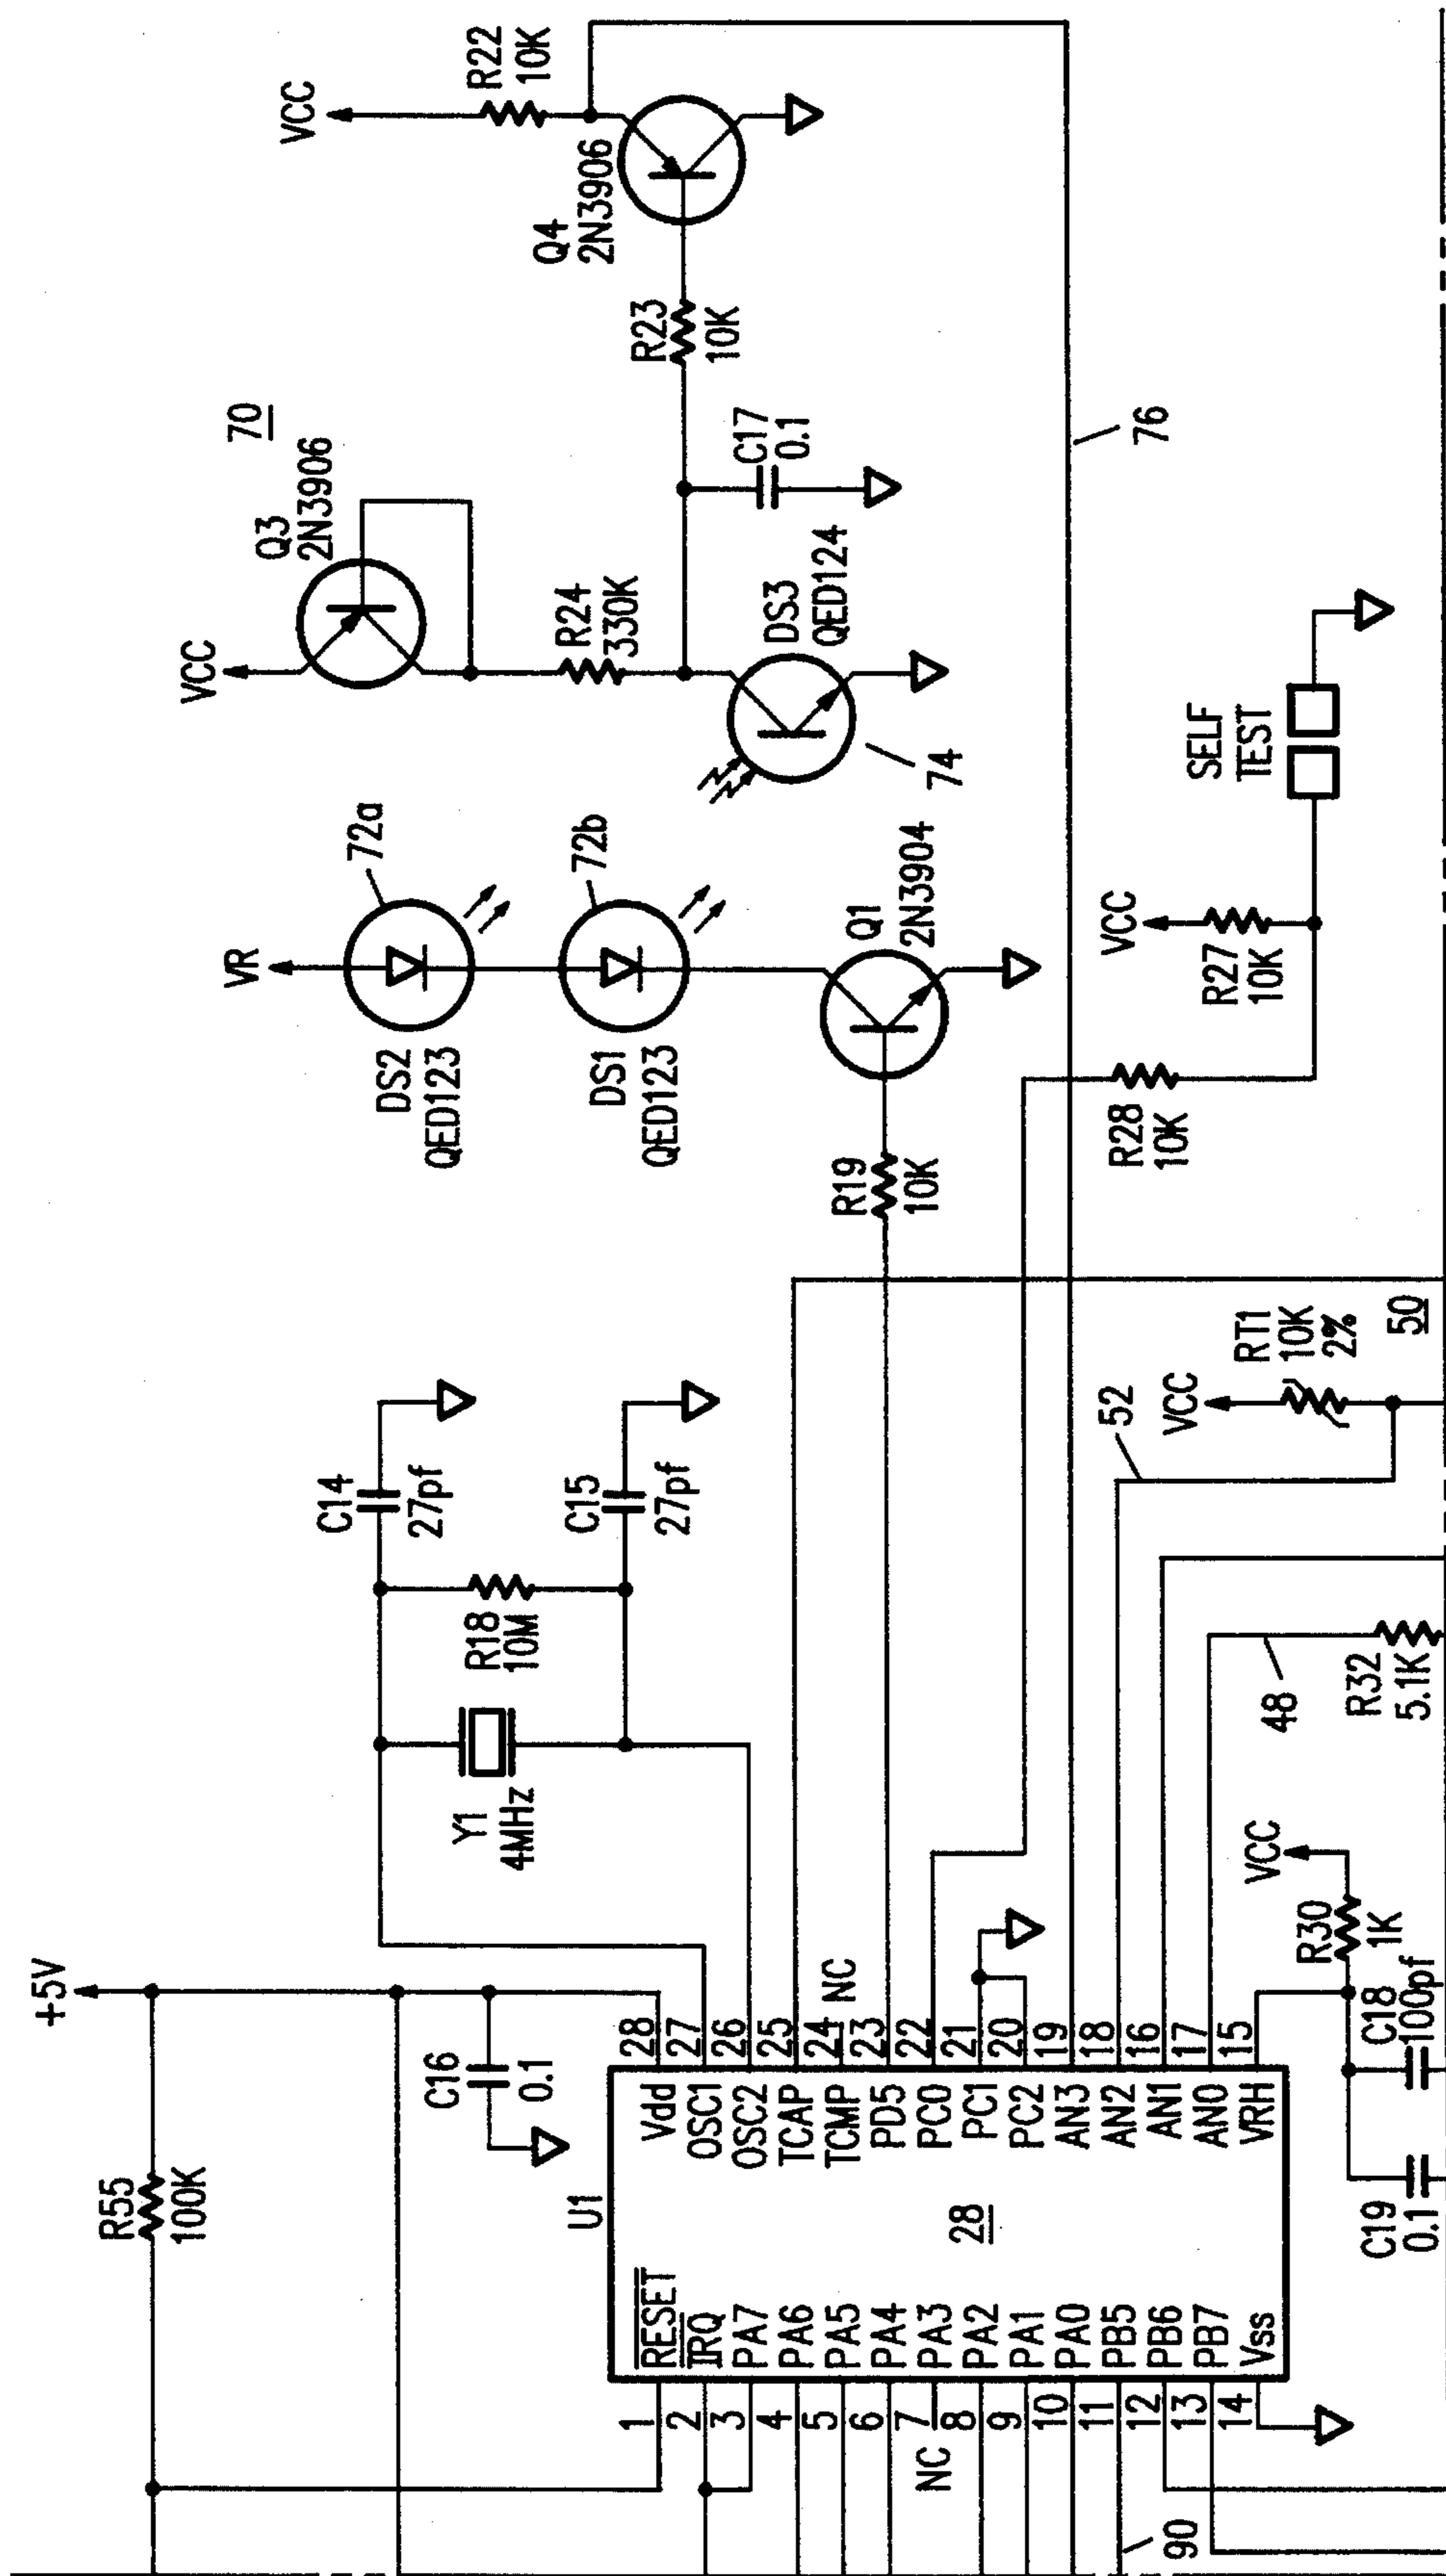 +5V
R55
100K
C16
0.1
U1
28
RESET
IRQ
PA7
PA6
PA5
PA4
PA3
PA2
PA1
PA0
PB5
PB6
PB7
Vss
1
2
3
4
5
6
7
8
9
10
11
12
13
14
NC
90
Vdd
OSC1
OSC2
TCAP
TCMP
PD5
PC0
PC1
PC2
AN3
AN2
AN1
AN0
VRH
28
27
26
25
24
23
22
21
20
19
18
16
17
15
NC
Y1
4MHz
R18
10M
C14
27pf
C15
27pf
C19
0.1
C18
100pf
R30
1K
VCC
48
R32
5.1K
52
VCC
RT1
10K
2%
50
R19
10K
R28
10K
R27
10K
VCC
SELF
TEST
DS2
QED123
DS1
QED123
VR
72a
72b
Q1
2N3904
74
DS3
QED124
VCC
Q3
2N3906
70
R24
330K
C17
0.1
R23
10K
Q4
2N3906
VCC
R22
10K
76